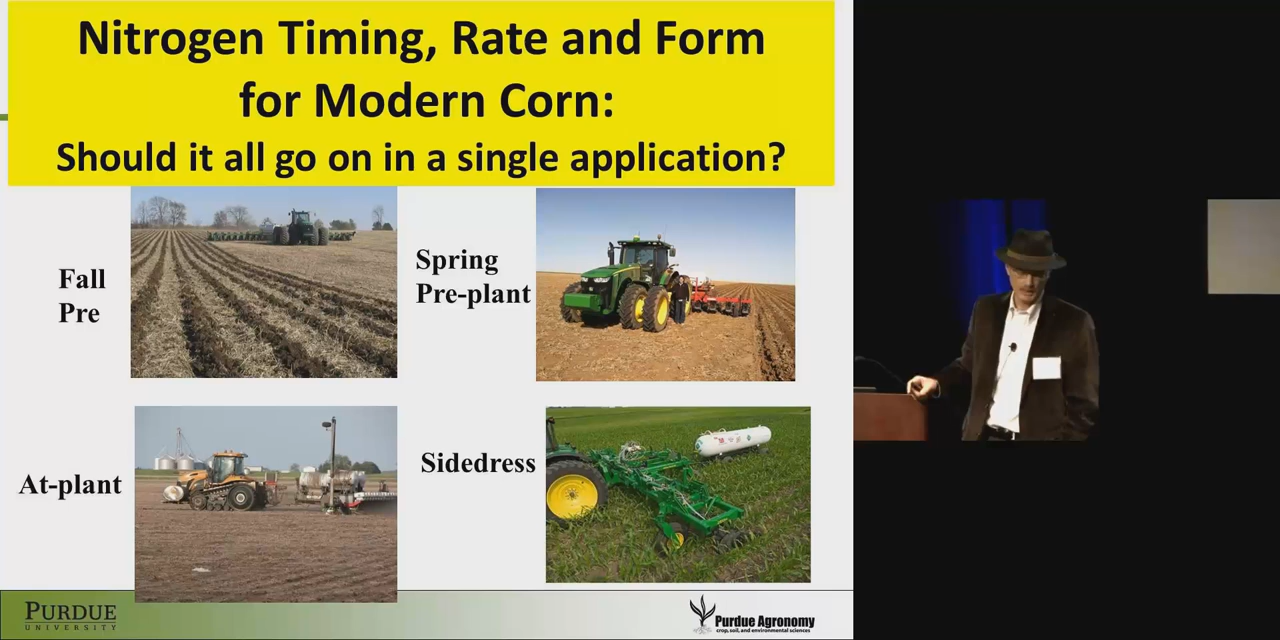 Nitrogen Timing, Rate and Form
for Modern Corn:
Should it all go on in a single application?
Fall
Pre
Spring
Pre-plant
At-plant
Sidedress
PURDUE
UNIVERSITY
Purdue Agronomy
crop, soil, and environmental sciences